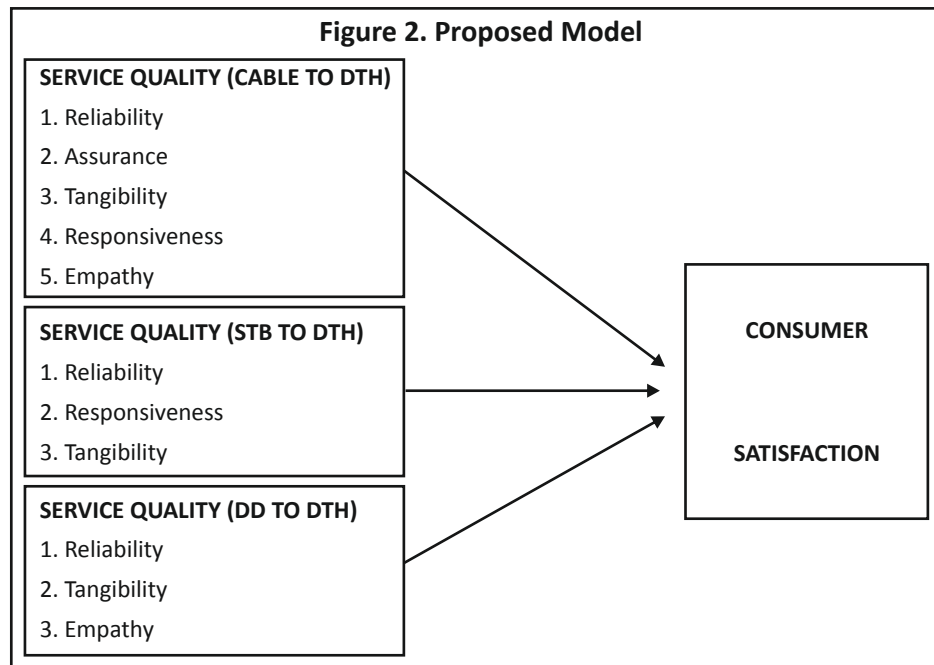 Figure 2. Proposed Model
SERVICE QUALITY (CABLE TO DTH)
1. Reliability
2. Assurance
3. Tangibility
4. Responsiveness
5. Empathy
SERVICE QUALITY (STB TO DTH)
1. Reliability
2. Responsiveness
3. Tangibility
SERVICE QUALITY (DD TO DTH)
1. Reliability
2. Tangibility
3. Empathy
CONSUMER
SATISFACTION